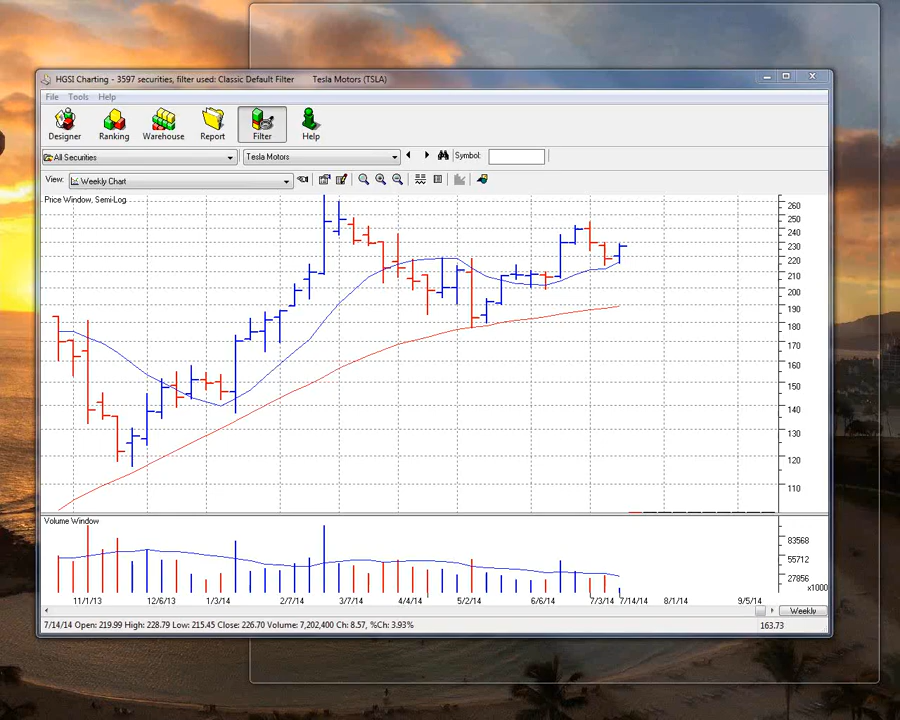 HGSI Charting - 3597 securities, filter used: Classic Default Filter Tesla Motors (TSLA)
File Tools Help
Designer Ranking Warehouse Report Filter Help
All Securities Tesla Motors Symbol:
View: Weekly Chart
Price Window, Semi-Log
260
250
240
230
220
210
200
190
180
170
160
150
140
130
120
110
Volume Window
83568
55712
27856
x1000
11/1/13 12/6/13 1/3/14 2/7/14 3/7/14 4/4/14 5/2/14 6/6/14 7/3/14 7/14/14 8/1/14 9/5/14
Weekly
7/14/14 Open: 219.99 High: 228.79 Low: 215.45 Close: 226.70 Volume: 7,202,400 Ch: 8.57, %Ch: 3.93% 163.73